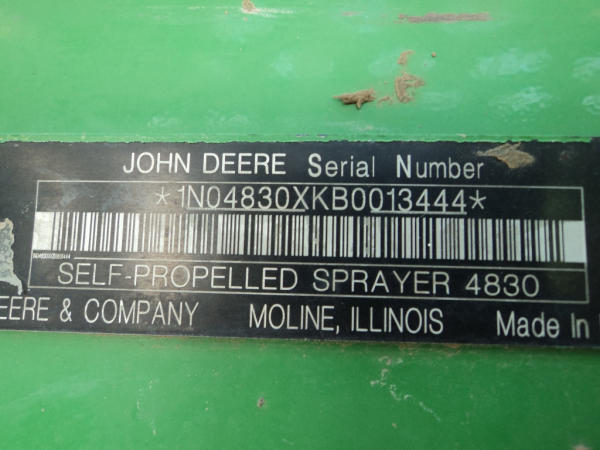 JOHN DEERE Serial Number
*1N04830XKB0013444*
SELF-PROPELLED SPRAYER 4830
EERE & COMPANY MOLINE, ILLINOIS Made In